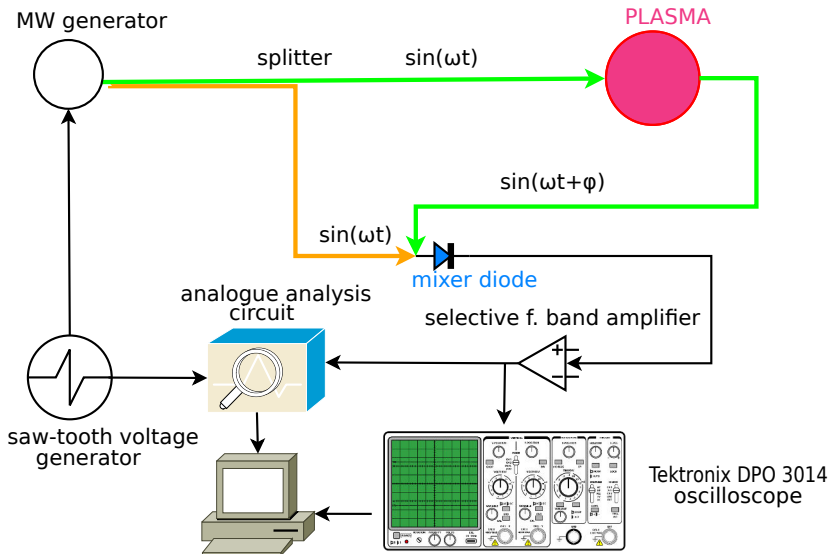 MW generator
PLASMA
splitter
sin(ωt)
sin(ωt+φ)
sin(ωt)
mixer diode
analogue analysis
circuit
selective f. band amplifier
saw-tooth voltage
generator
Tektronix DPO 3014
oscilloscope